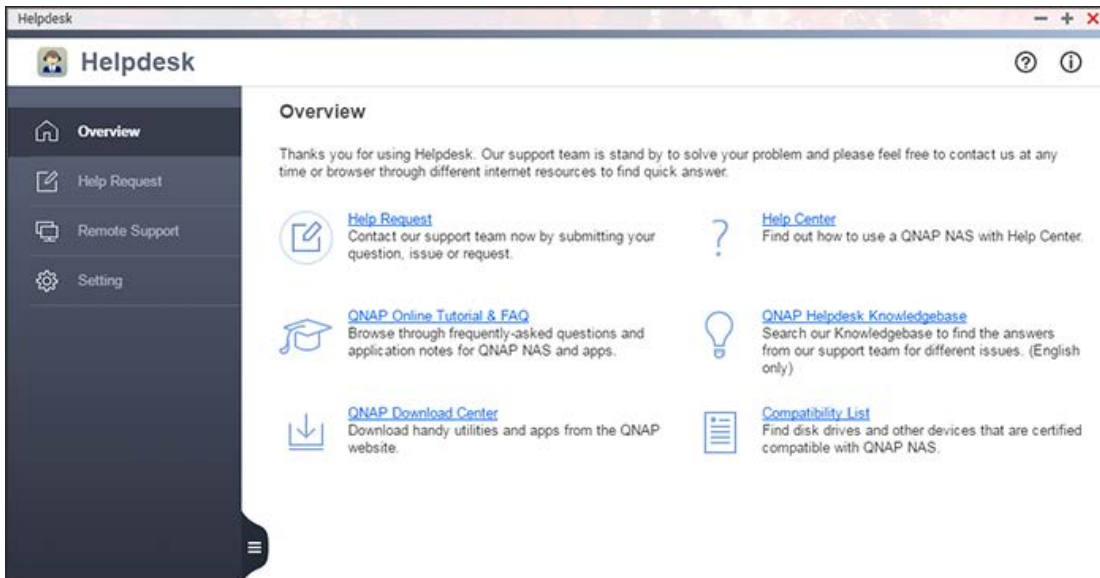 Helpdesk
Helpdesk
Overview
Help Request
Remote Support
Setting
Overview
Thanks you for using Helpdesk. Our support team is stand by to solve your problem and please feel free to contact us at any
time or browser through different internet resources to find quick answer.
Help Request
Contact our support team now by submitting your
question, issue or request.
Help Center
Find out how to use a QNAP NAS with Help Center.
QNAP Online Tutorial & FAQ
Browse through frequently-asked questions and
application notes for QNAP NAS and apps.
QNAP Helpdesk Knowledgebase
Search our Knowledgebase to find the answers
from our support team for different issues. (English
only)
QNAP Download Center
Download handy utilities and apps from the QNAP
website.
Compatibility List
Find disk drives and other devices that are certified
compatible with QNAP NAS.